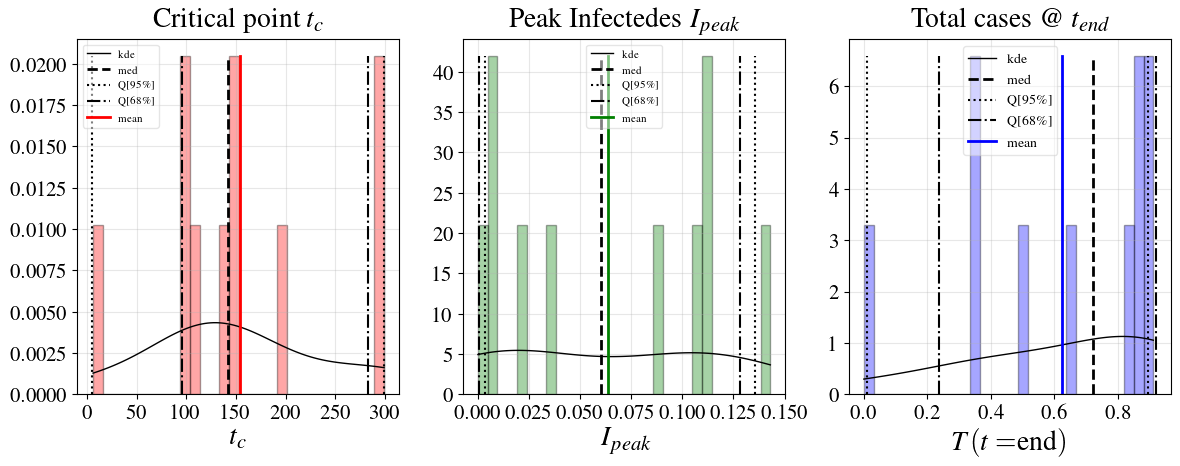 Critical point t_c
kde
med
Q[95%]
Q[68%]
mean
0.0200
0.0175
0.0150
0.0125
0.0100
0.0075
0.0050
0.0025
0.0000
0 50 100 150 200 250 300
t_c
Peak Infectedes I_peak
kde
med
Q[95%]
Q[68%]
mean
40
35
30
25
20
15
10
5
0
0.000 0.025 0.050 0.075 0.100 0.125 0.150
I_peak
Total cases @ t_end
kde
med
Q[95%]
Q[68%]
mean
6
5
4
3
2
1
0
0.0 0.2 0.4 0.6 0.8
T(t =end)